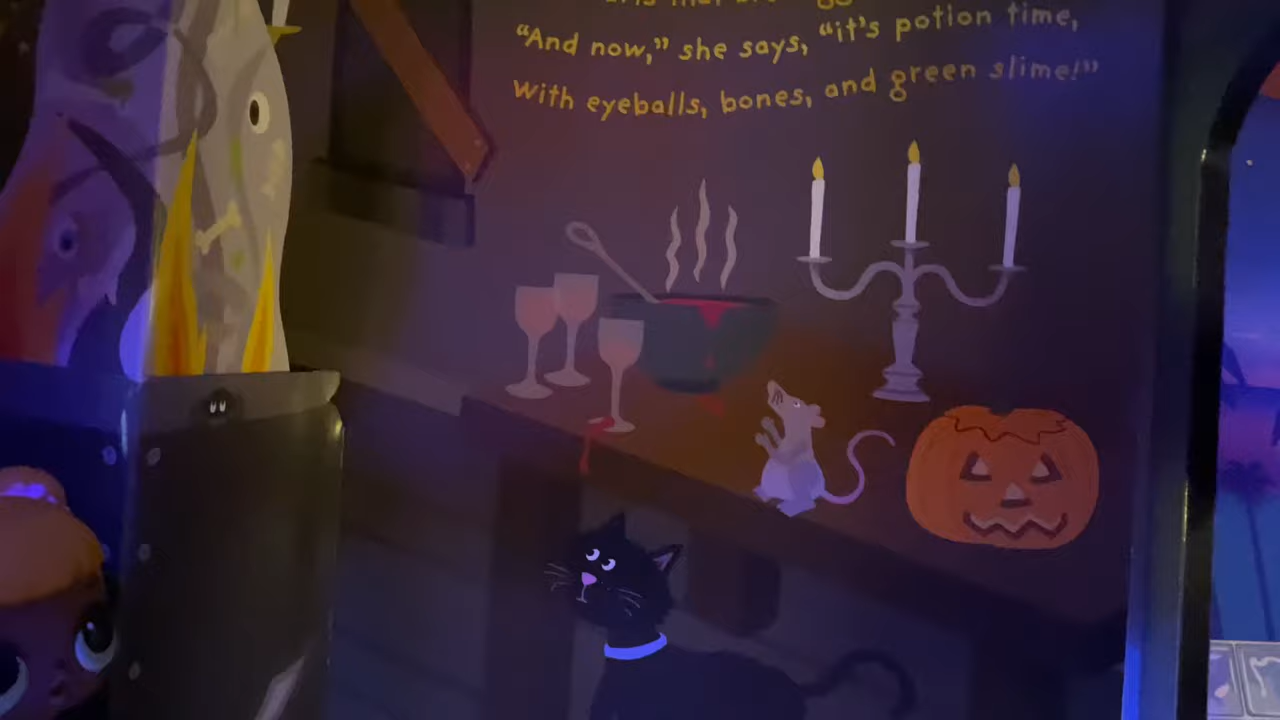 "And now," she says, "it's potion time,
With eyeballs, bones, and green slime!"